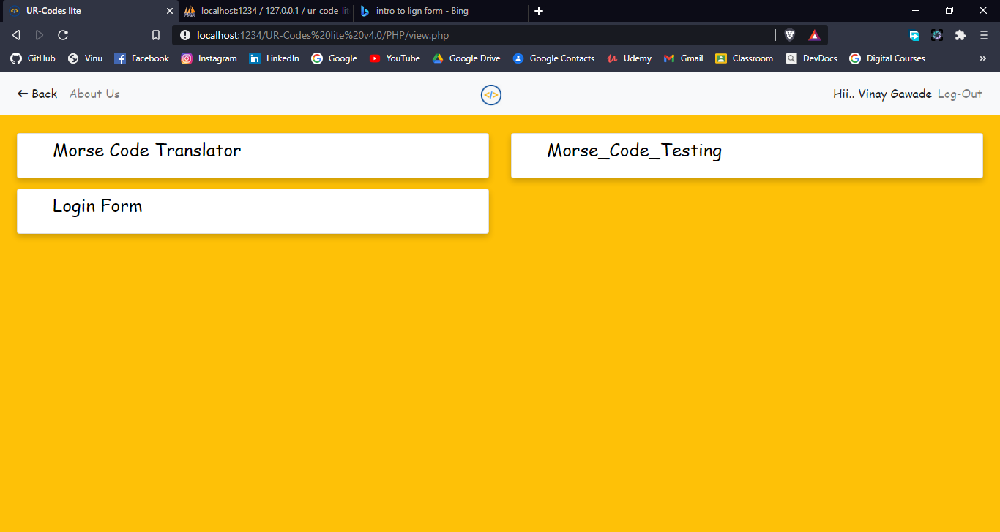 UR-Codes lite
localhost:1234 / 127.0.0.1 / ur_code_lit
intro to lign form - Bing
localhost:1234/UR-Codes%20lite%20v4.0/PHP/view.php
GitHub Vinu Facebook Instagram LinkedIn Google YouTube Google Drive Google Contacts Udemy Gmail Classroom DevDocs Digital Courses »
← Back About Us </> Hii.. Vinay Gawade Log-Out
Morse Code Translator
Morse_Code_Testing
Login Form